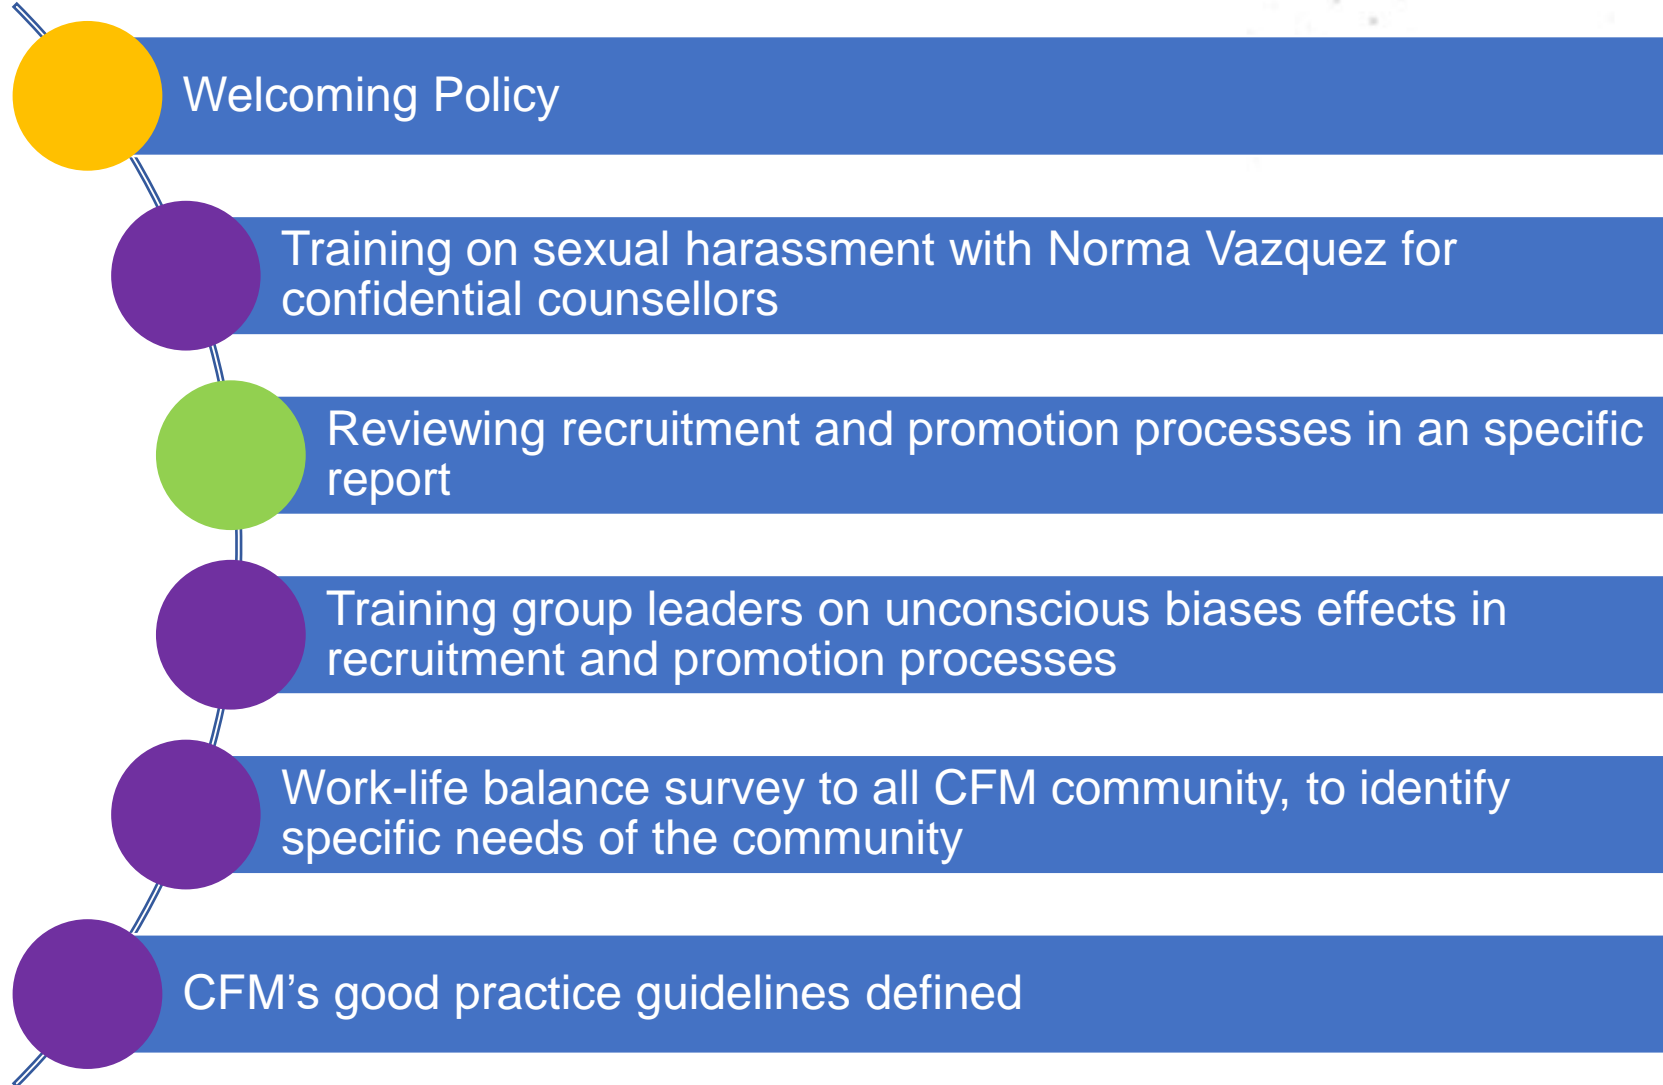 Welcoming Policy
Training on sexual harassment with Norma Vazquez for
confidential counsellors
Reviewing recruitment and promotion processes in an specific
report
Training group leaders on unconscious biases effects in
recruitment and promotion processes
Work-life balance survey to all CFM community, to identify
specific needs of the community
CFM’s good practice guidelines defined